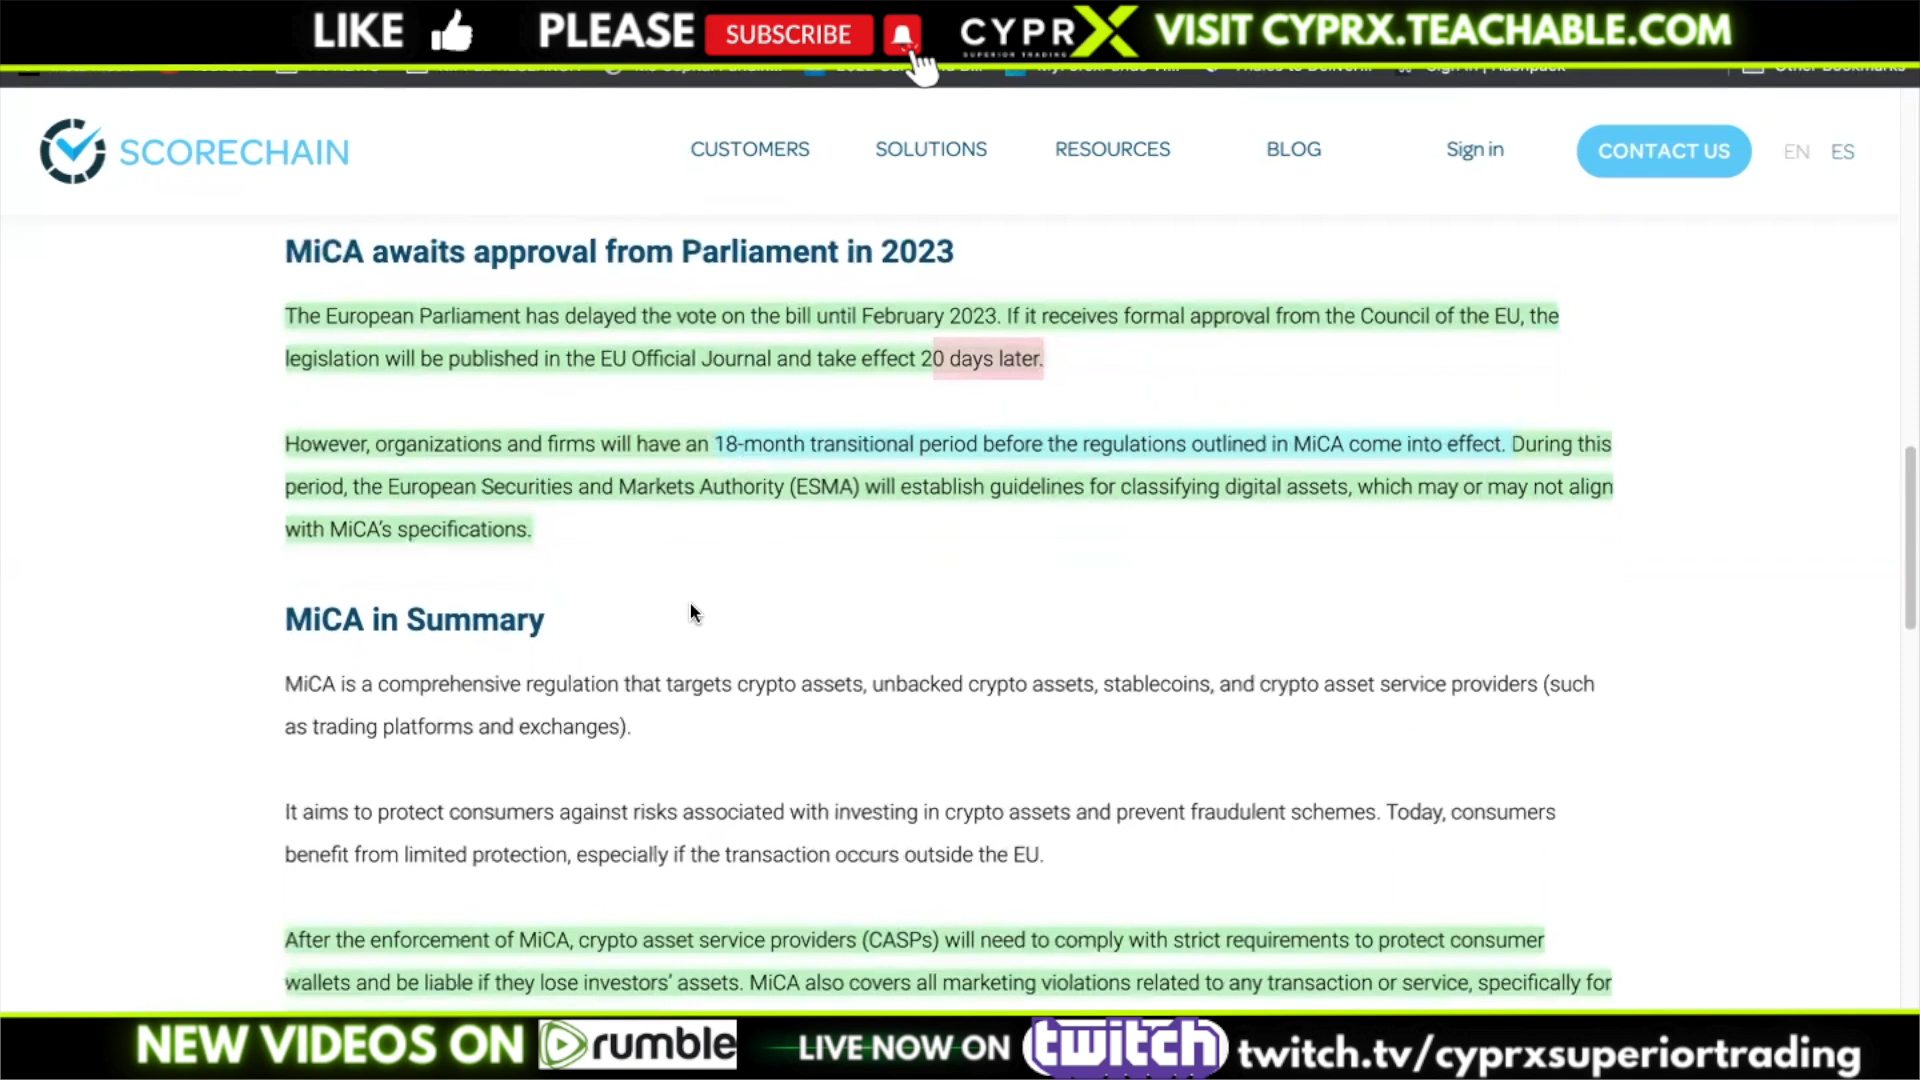 LIKE PLEASE SUBSCRIBE CYPRX VISIT CYPRX.TEACHABLE.COM
SUPERIOR TRADING
SCORECHAIN CUSTOMERS SOLUTIONS RESOURCES BLOG Sign in CONTACT US EN ES
MiCA awaits approval from Parliament in 2023
The European Parliament has delayed the vote on the bill until February 2023. If it receives formal approval from the Council of the EU, the
legislation will be published in the EU Official Journal and take effect 20 days later.
However, organizations and firms will have an 18-month transitional period before the regulations outlined in MiCA come into effect. During this
period, the European Securities and Markets Authority (ESMA) will establish guidelines for classifying digital assets, which may or may not align
with MiCA’s specifications.
MiCA in Summary
MiCA is a comprehensive regulation that targets crypto assets, unbacked crypto assets, stablecoins, and crypto asset service providers (such
as trading platforms and exchanges).
It aims to protect consumers against risks associated with investing in crypto assets and prevent fraudulent schemes. Today, consumers
benefit from limited protection, especially if the transaction occurs outside the EU.
After the enforcement of MiCA, crypto asset service providers (CASPs) will need to comply with strict requirements to protect consumer
wallets and be liable if they lose investors’ assets. MiCA also covers all marketing violations related to any transaction or service, specifically for
NEW VIDEOS ON rumble LIVE NOW ON twitch twitch.tv/cyprxsuperiortrading